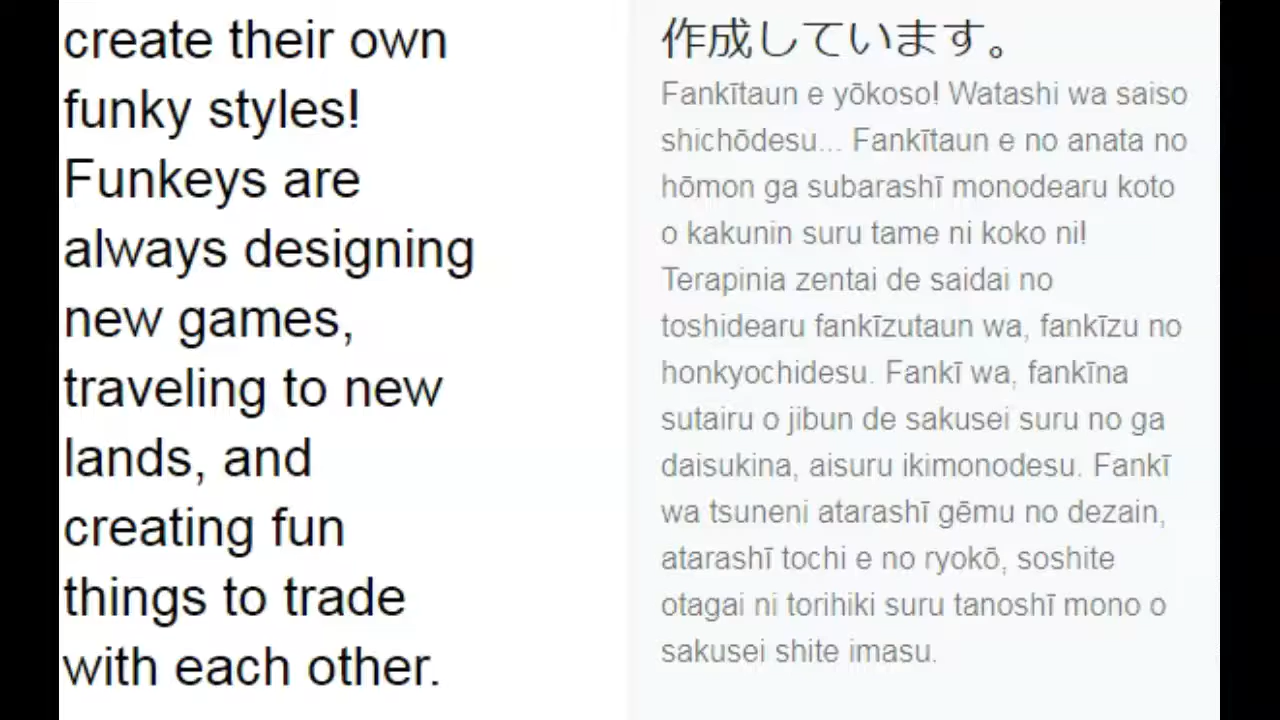 create their own
funky styles!
Funkeys are
always designing
new games,
traveling to new
lands, and
creating fun
things to trade
with each other.
作成しています。
Fankītaun e yōkoso! Watashi wa saiso
shichōdesu... Fankītaun e no anata no
hōmon ga subarashī monodearu koto
o kakunin suru tame ni koko ni!
Terapinia zentai de saidai no
toshidearu fankīzutaun wa, fankīzu no
honkyochidesu. Fankī wa, fankīna
sutairu o jibun de sakusei suru no ga
daisukina, aisuru ikimonodesu. Fankī
wa tsuneni atarashī gēmu no dezain,
atarashī tochi e no ryokō, soshite
otagai ni torihiki suru tanoshī mono o
sakusei shite imasu.